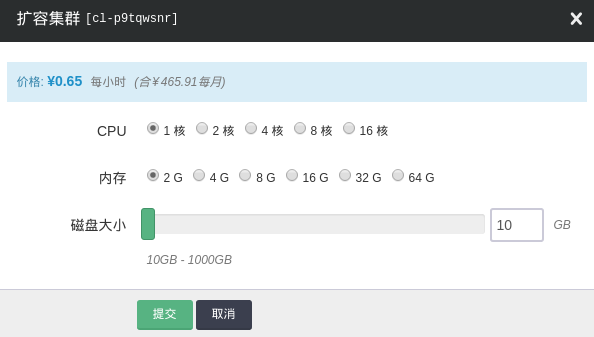 扩容集群 [cl-p9tqwsnr]
价格: ¥0.65 每小时 (合¥465.91每月)
CPU 1 核 2 核 4 核 8 核 16 核
内存 2 G 4 G 8 G 16 G 32 G 64 G
磁盘大小 10 GB
10GB - 1000GB
提交 取消